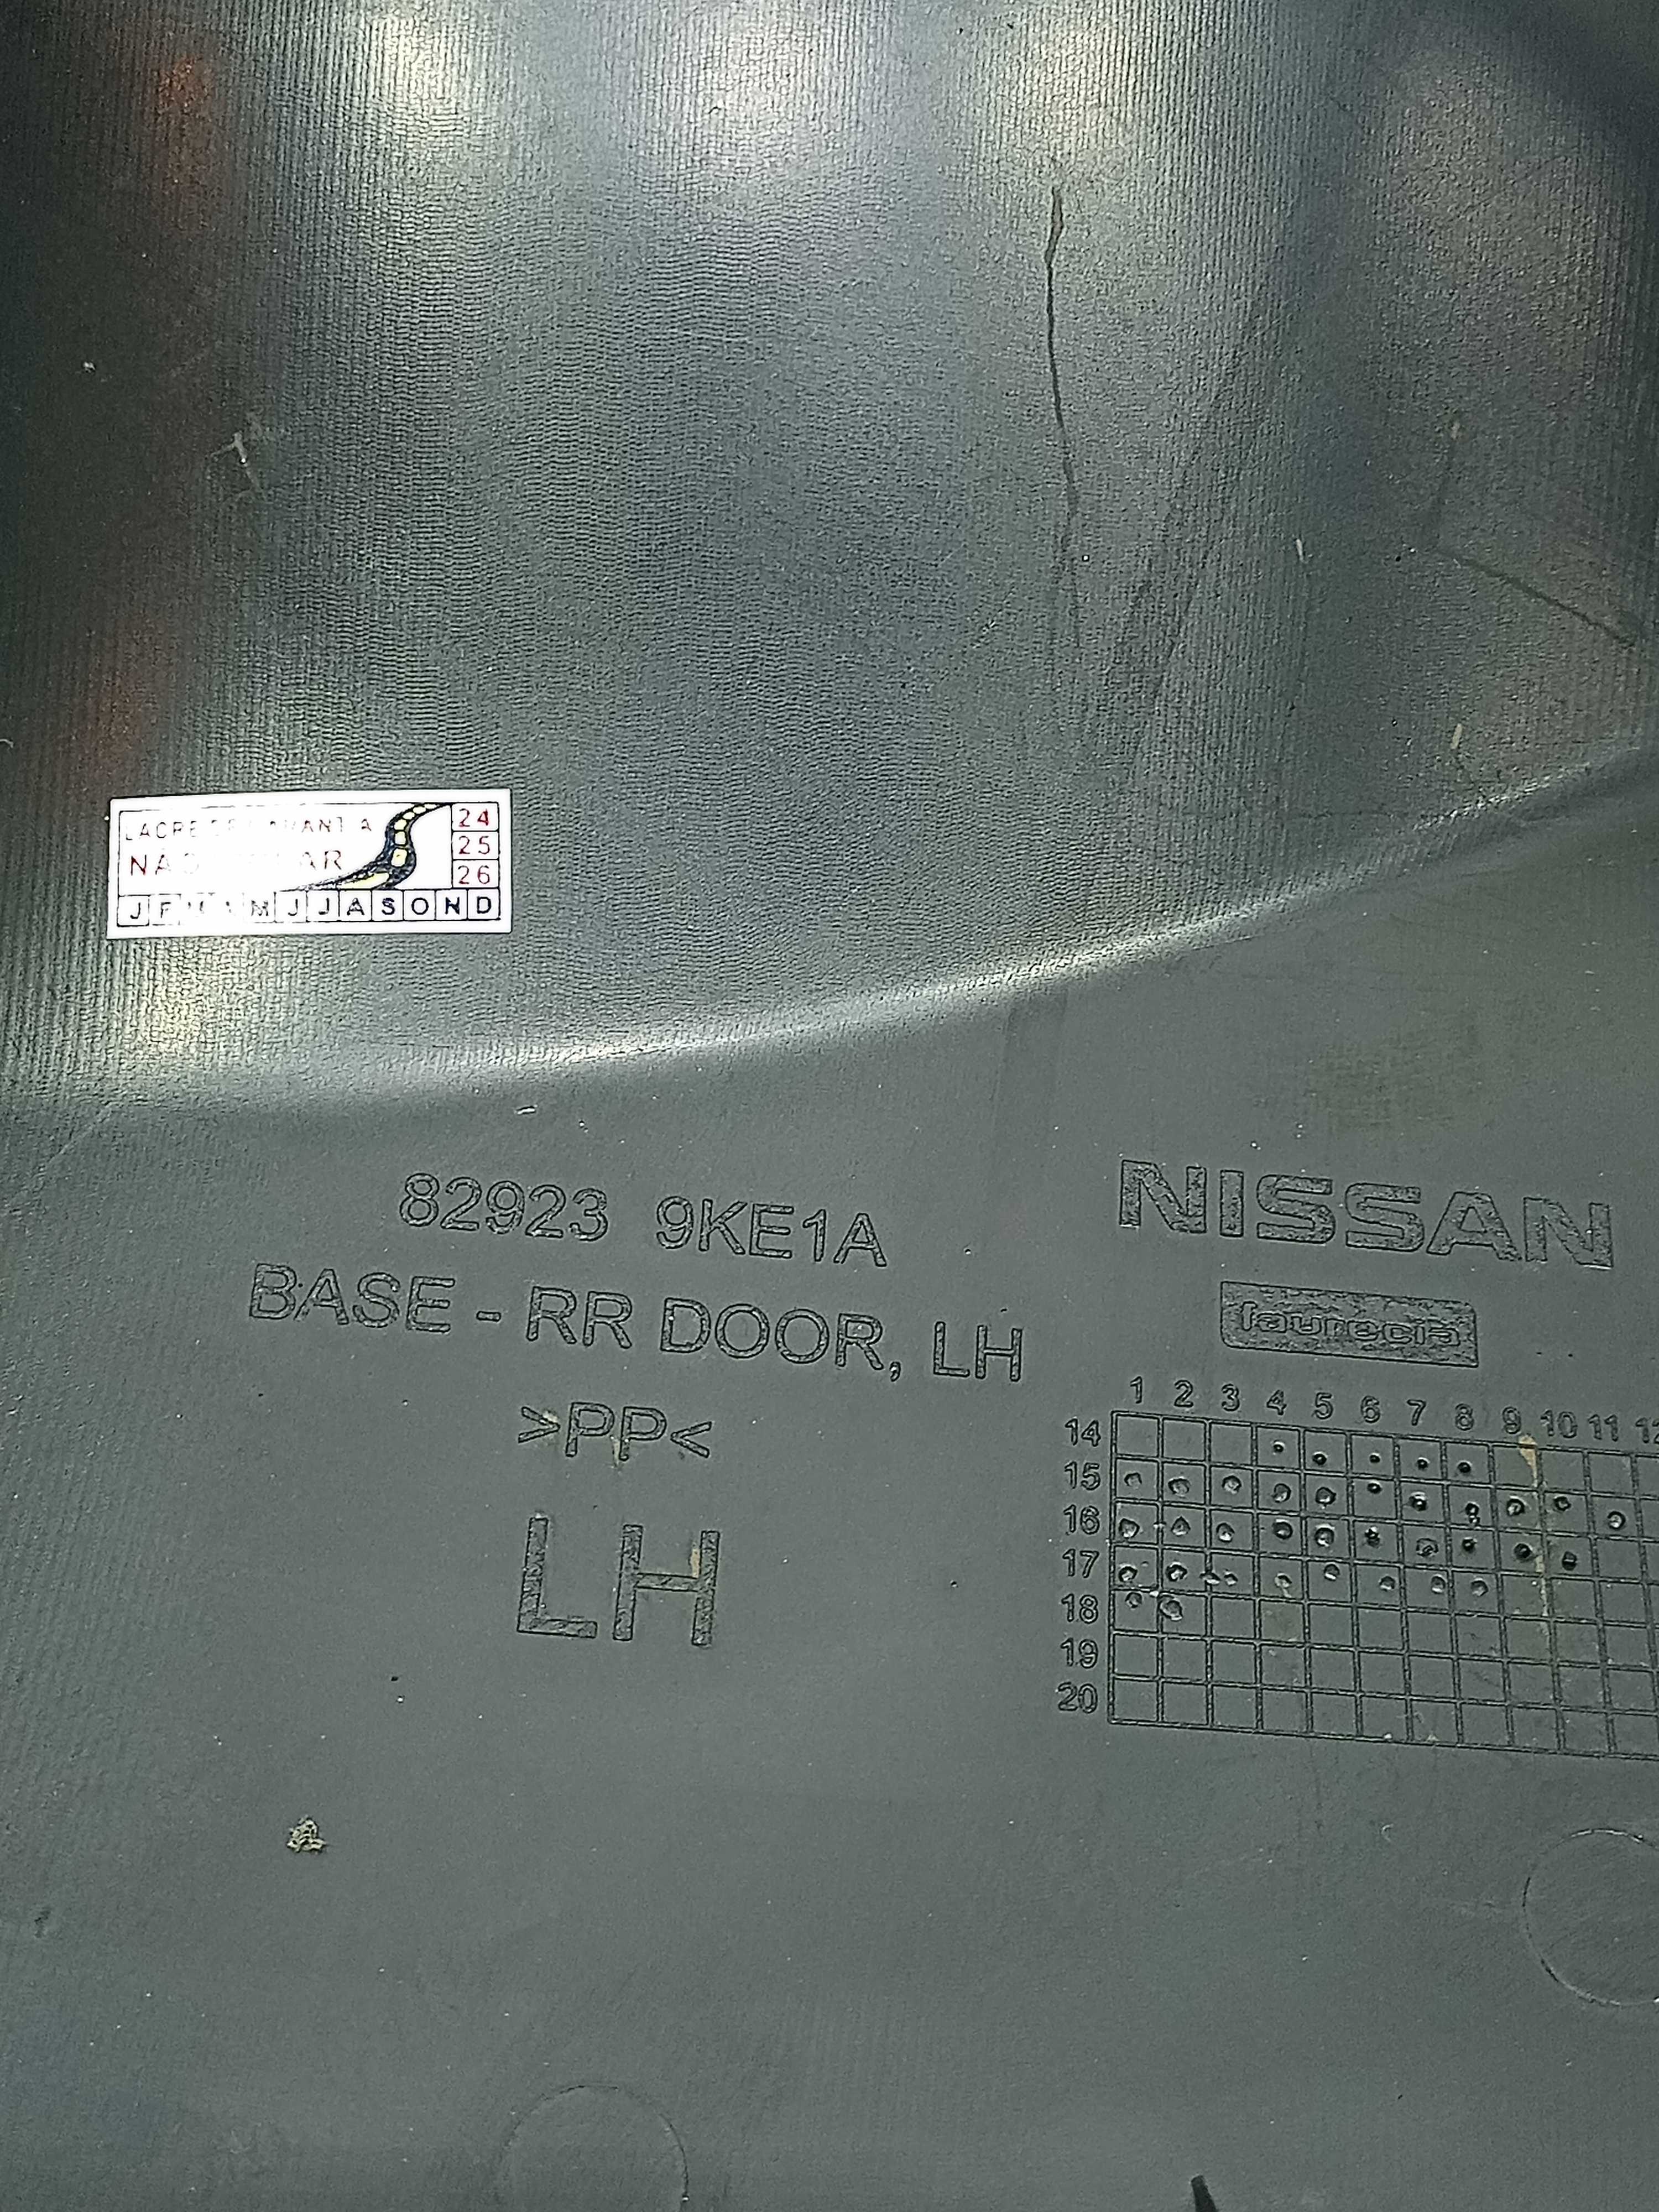 24
25
26
J F M J J A S O N D
82923 9KE1A
BASE - RR DOOR, LH
>PP<
LH
NISSAN
faurecia
1 2 3 4 5 6 7 8 9 10 11
14
15
16
17
18
19
20